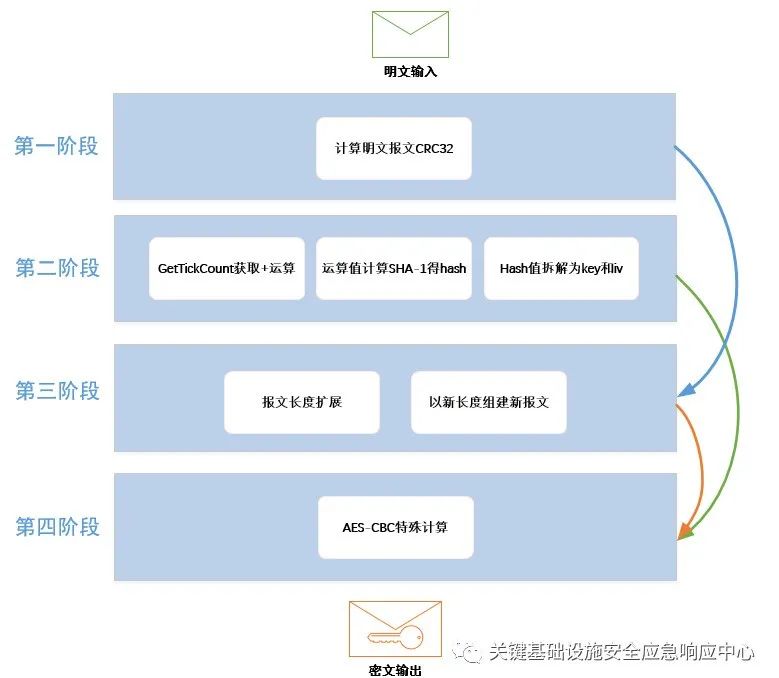 明文输入
第一阶段
计算明文报文CRC32
第二阶段
GetTickCount获取+运算
运算值计算SHA-1得hash
Hash值拆解为key和iv
第三阶段
报文长度扩展
以新长度组建新报文
第四阶段
AES-CBC特殊计算
密文输出
关键基础设施安全应急响应中心